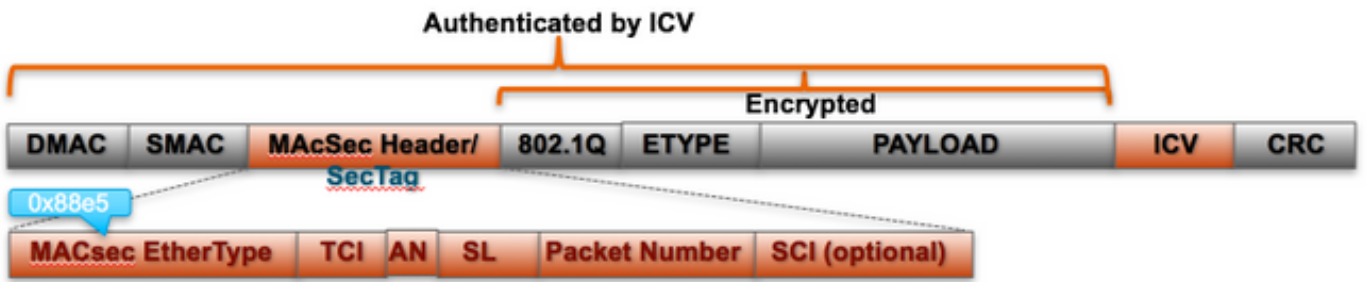 Authenticated by ICV
Encrypted
DMAC SMAC MAcSec Header/ 802.1Q ETYPE PAYLOAD ICV CRC
SecTag
0x88e5
MACsec EtherType TCI AN SL Packet Number SCI (optional)